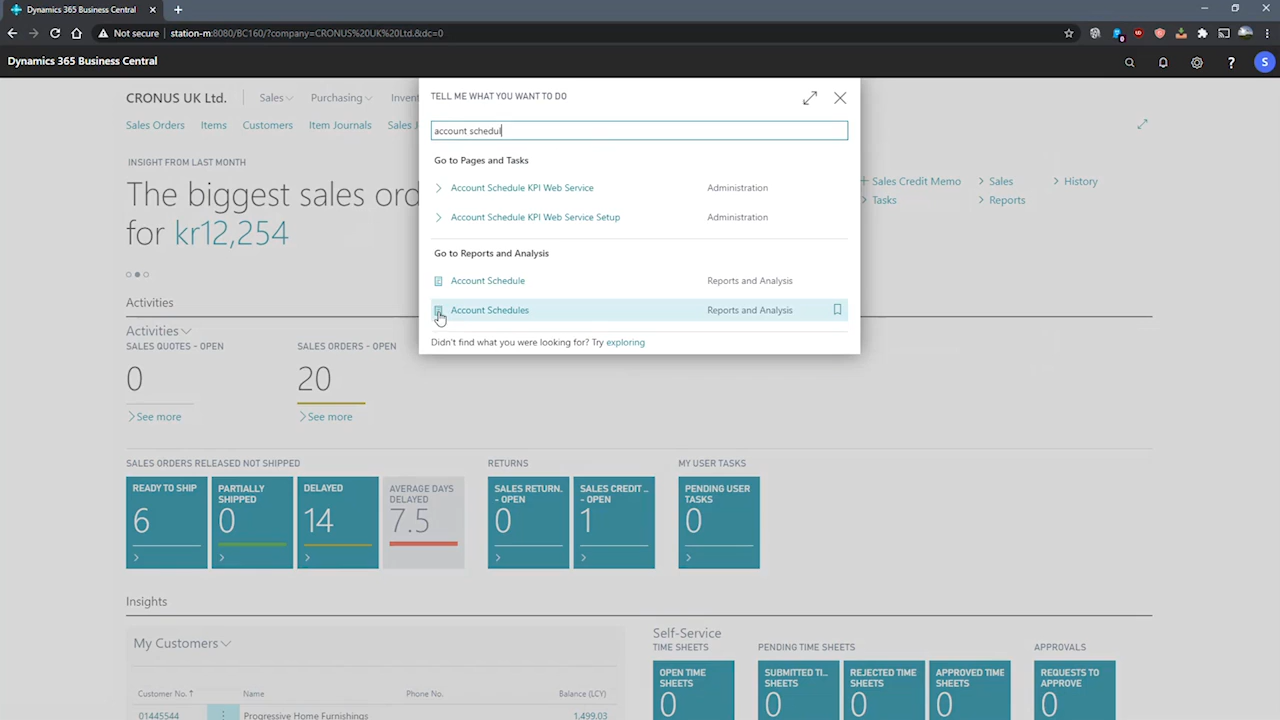 Dynamics 365 Business Central
Not secure
station-m:8080/BC160/?company=CRONUS%20UK%20Ltd.&dc=0
Dynamics 365 Business Central
S
CRONUS UK Ltd.
Sales
Purchasing
Invent
Sales Orders
Items
Customers
Item Journals
Sales J
TELL ME WHAT YOU WANT TO DO
account schedul
Go to Pages and Tasks
Account Schedule KPI Web Service
Administration
Account Schedule KPI Web Service Setup
Administration
Go to Reports and Analysis
Account Schedule
Reports and Analysis
Account Schedules
Reports and Analysis
Didn't find what you were looking for? Try exploring
INSIGHT FROM LAST MONTH
The biggest sales ord
for kr12,254
Sales Credit Memo
Sales
History
Tasks
Reports
Activities
Activities
SALES QUOTES - OPEN
0
See more
SALES ORDERS - OPEN
20
See more
SALES ORDERS RELEASED NOT SHIPPED
READY TO SHIP
6
PARTIALLY
SHIPPED
0
DELAYED
14
AVERAGE DAYS
DELAYED
7.5
RETURNS
SALES RETURN.
- OPEN
0
SALES CREDIT ...
- OPEN
1
MY USER TASKS
PENDING USER
TASKS
0
Insights
My Customers
Customer No. ↑
Name
Phone No.
Balance (LCY)
01445544
Progressive Home Furnishings
1,499.03
Self-Service
TIME SHEETS
OPEN TIME
SHEETS
0
PENDING TIME SHEETS
SUBMITTED TI...
SHEETS
0
REJECTED TIME
SHEETS
0
APPROVED TIME
SHEETS
0
APPROVALS
REQUESTS TO
APPROVE
0